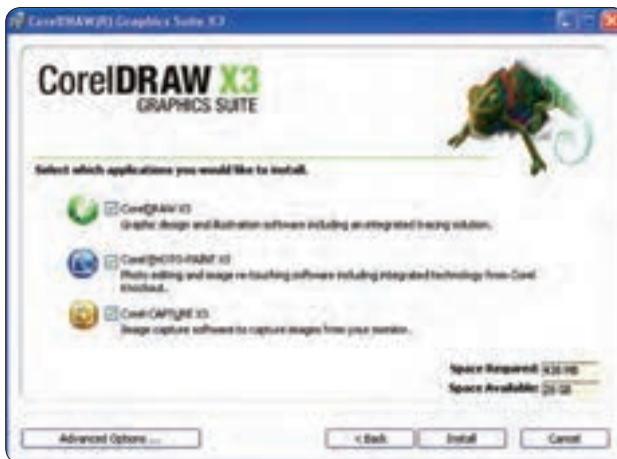 CorelDRAW(R) Graphics Suite X3
CorelDRAW X3
GRAPHICS SUITE
Select which applications you would like to install.
CorelDRAW X3
Graphic design and illustration software including an integrated tracing solution.
Corel PHOTO-PAINT X3
Photo editing and image re-touching software including integrated technology from Corel
Knockout.
Corel CAPTURE X3
Image capture software to capture images from your monitor.
Space Required:
Space Available:
Advanced Options ...
< Back
Install
Cancel